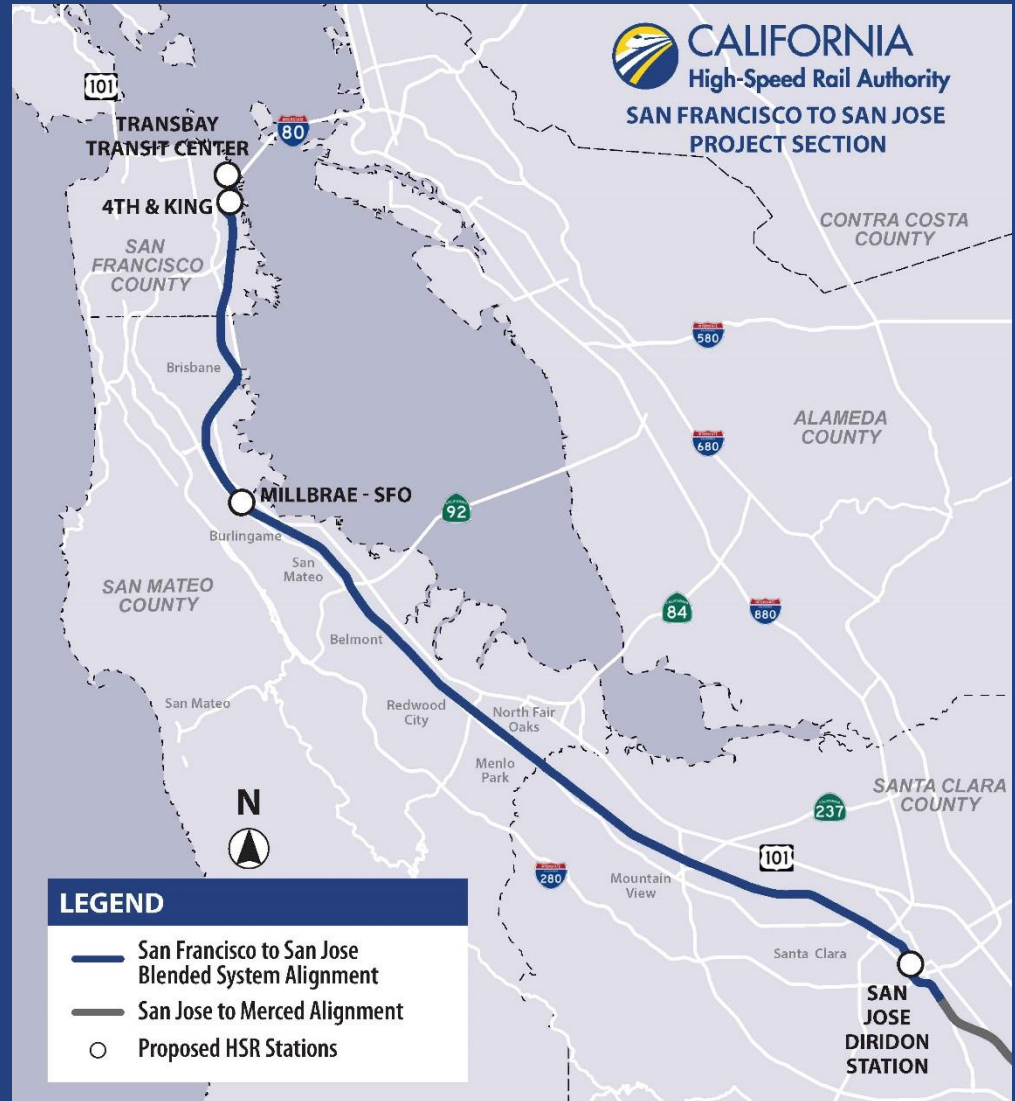 CALIFORNIA
High-Speed Rail Authority
SAN FRANCISCO TO SAN JOSE
PROJECT SECTION
101
TRANSBAY
TRANSIT CENTER
80
4TH & KING
CONTRA COSTA
COUNTY
SAN
FRANCISCO
COUNTY
580
Brisbane
ALAMEDA
COUNTY
680
MILLBRAE - SFO
92
Burlingame
San
Mateo
SAN MATEO
COUNTY
84
880
Belmont
San Mateo
Redwood
City
North Fair
Oaks
Menlo
Park
SANTA CLARA
COUNTY
237
N
101
280
Mountain
View
Santa Clara
SAN
JOSE
DIRIDON
STATION
LEGEND
San Francisco to San Jose
Blended System Alignment
San Jose to Merced Alignment
Proposed HSR Stations